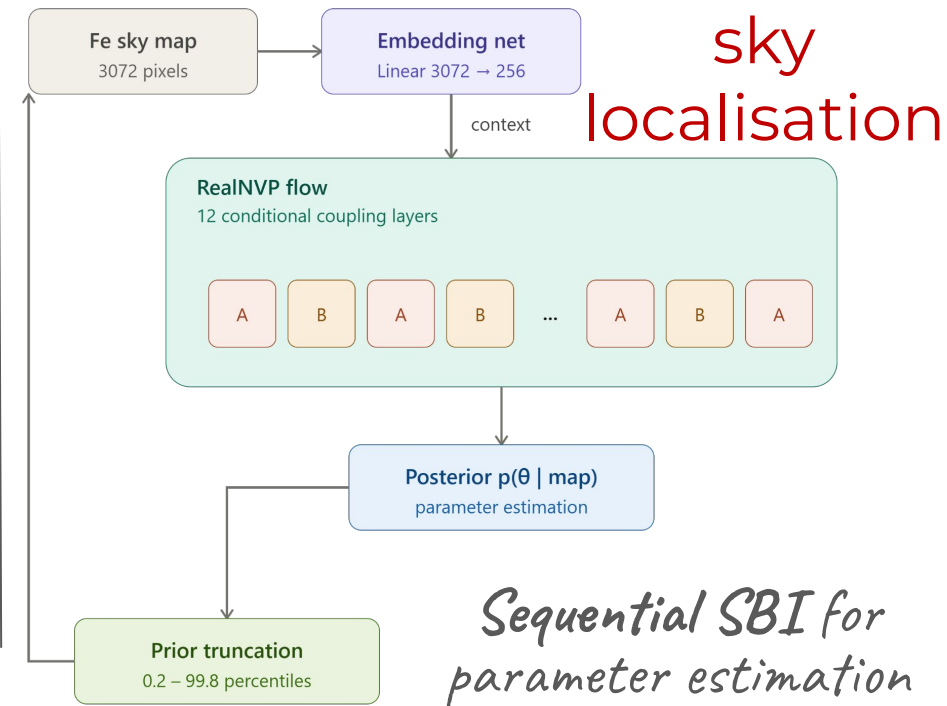 Fe sky map
3072 pixels
Embedding net
Linear 3072 → 256
sky
localisation
context
RealNVP flow
12 conditional coupling layers
A B A B ... A B A
Posterior p(θ | map)
parameter estimation
Prior truncation
0.2 – 99.8 percentiles
Sequential SBI for
parameter estimation